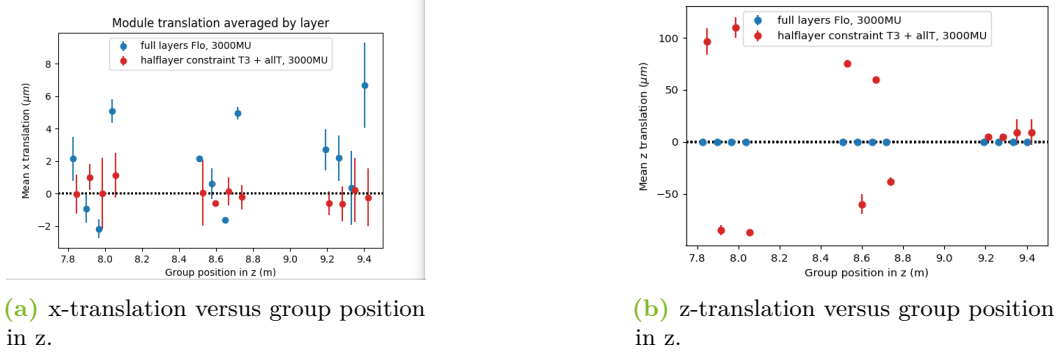 Module translation averaged by layer
full layers Flo, 3000MU
halflayer constraint T3 + allT, 3000MU
Mean x translation (μm)
8
6
4
2
0
−2
7.8 8.0 8.2 8.4 8.6 8.8 9.0 9.2 9.4
Group position in z (m)
(a) x-translation versus group position
in z.
full layers Flo, 3000MU
halflayer constraint T3 + allT, 3000MU
Mean z translation (μm)
100
50
0
−50
7.8 8.0 8.2 8.4 8.6 8.8 9.0 9.2 9.4
Group position in z (m)
(b) z-translation versus group position
in z.